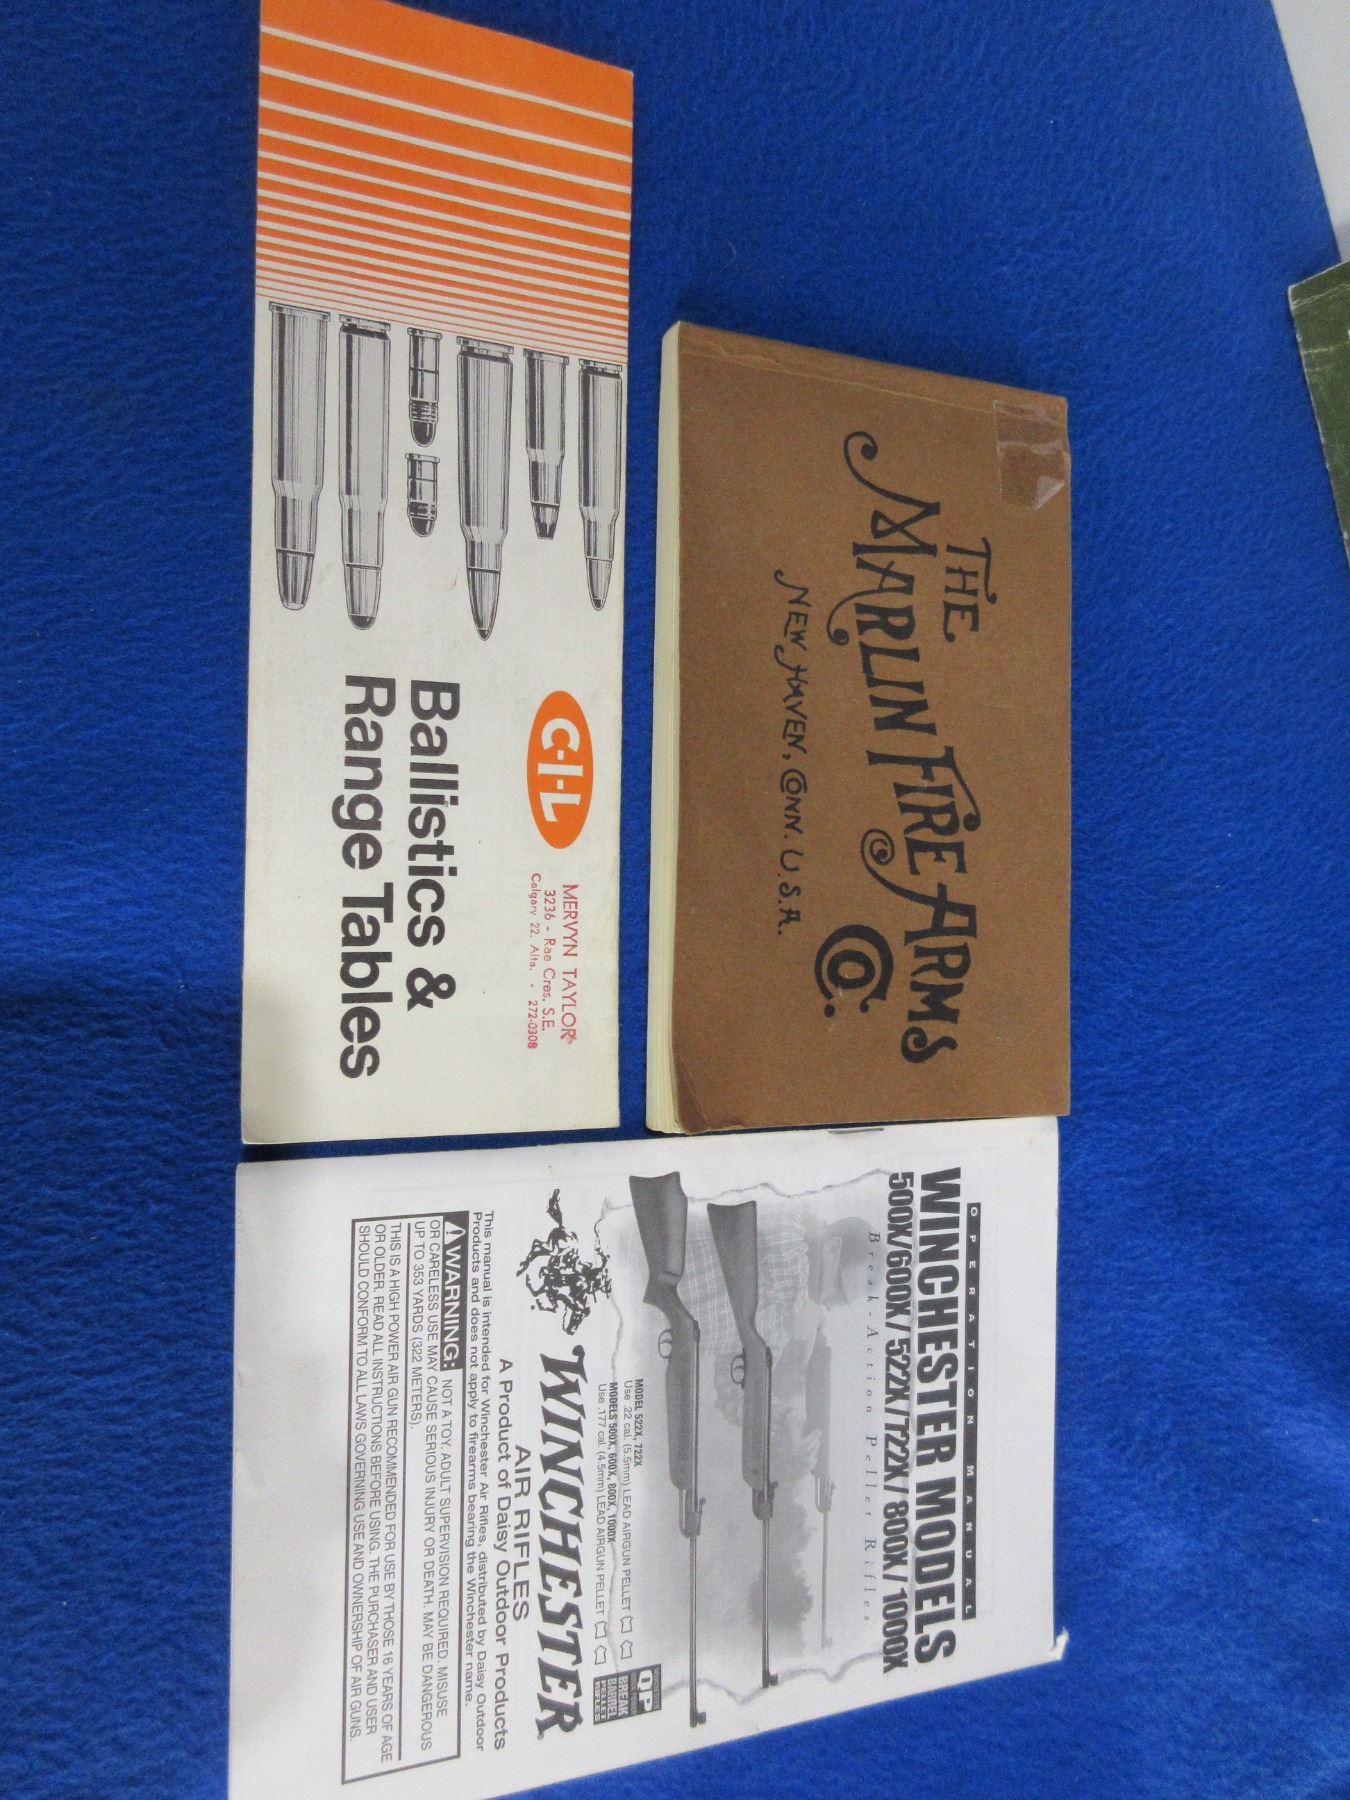 C-I-L
MERVYN TAYLOR
3236 - Rae Cres. S.E.
Calgary 22, Alta. - 272-0308
Ballistics &
Range Tables
THE
MARLIN FIRE ARMS
CO.
NEW HAVEN, CONN. U.S.A.
OPERATION MANUAL
WINCHESTER MODELS
500X/600X/522X/722X/800X/1000X
Break-Action Pellet Rifles
MODEL 522X, 722X
Use .22 cal. (5.5mm) LEAD AIRGUN PELLET
MODELS 500X, 600X, 800X, 1000X
Use .177 cal. (4.5mm) LEAD AIRGUN PELLET
QP
BREAK
BARREL
PELLET
RIFLES
WINCHESTER
AIR RIFLES
A Product of Daisy Outdoor Products
This manual is intended for Winchester Air Rifles, distributed by Daisy Outdoor
Products and does not apply to firearms bearing the Winchester name.
WARNING: NOT A TOY. ADULT SUPERVISION REQUIRED. MISUSE
OR CARELESS USE MAY CAUSE SERIOUS INJURY OR DEATH. MAY BE DANGEROUS
UP TO 353 YARDS (322 METERS).
THIS IS A HIGH POWER AIR GUN RECOMMENDED FOR USE BY THOSE 16 YEARS OF AGE
OR OLDER. READ ALL INSTRUCTIONS BEFORE USING. THE PURCHASER AND USER
SHOULD CONFORM TO ALL LAWS GOVERNING USE AND OWNERSHIP OF AIR GUNS.